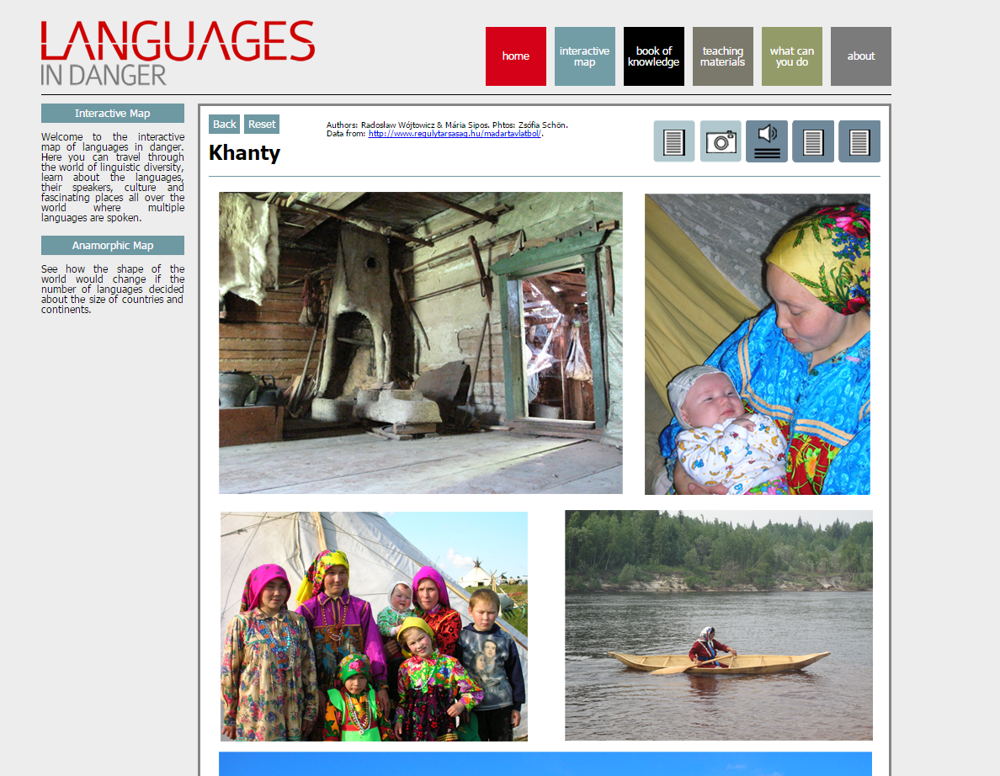 LANGUAGES
IN DANGER
home
interactive
map
book of
knowledge
teaching
materials
what can
you do
about
Interactive Map
Welcome to the interactive
map of languages in danger.
Here you can travel through
the world of linguistic diversity,
learn about the languages,
their speakers, culture and
fascinating places all over the
world where multiple
languages are spoken.
Anamorphic Map
See how the shape of the
world would change if the
number of languages decided
about the size of countries and
continents.
Back Reset
Authors: Radosław Wójtowicz & Mária Sipos. Phtos: Zsófia Schön.
Data from: http://www.regulytarsasag.hu/madartavlatbol/.
Khanty